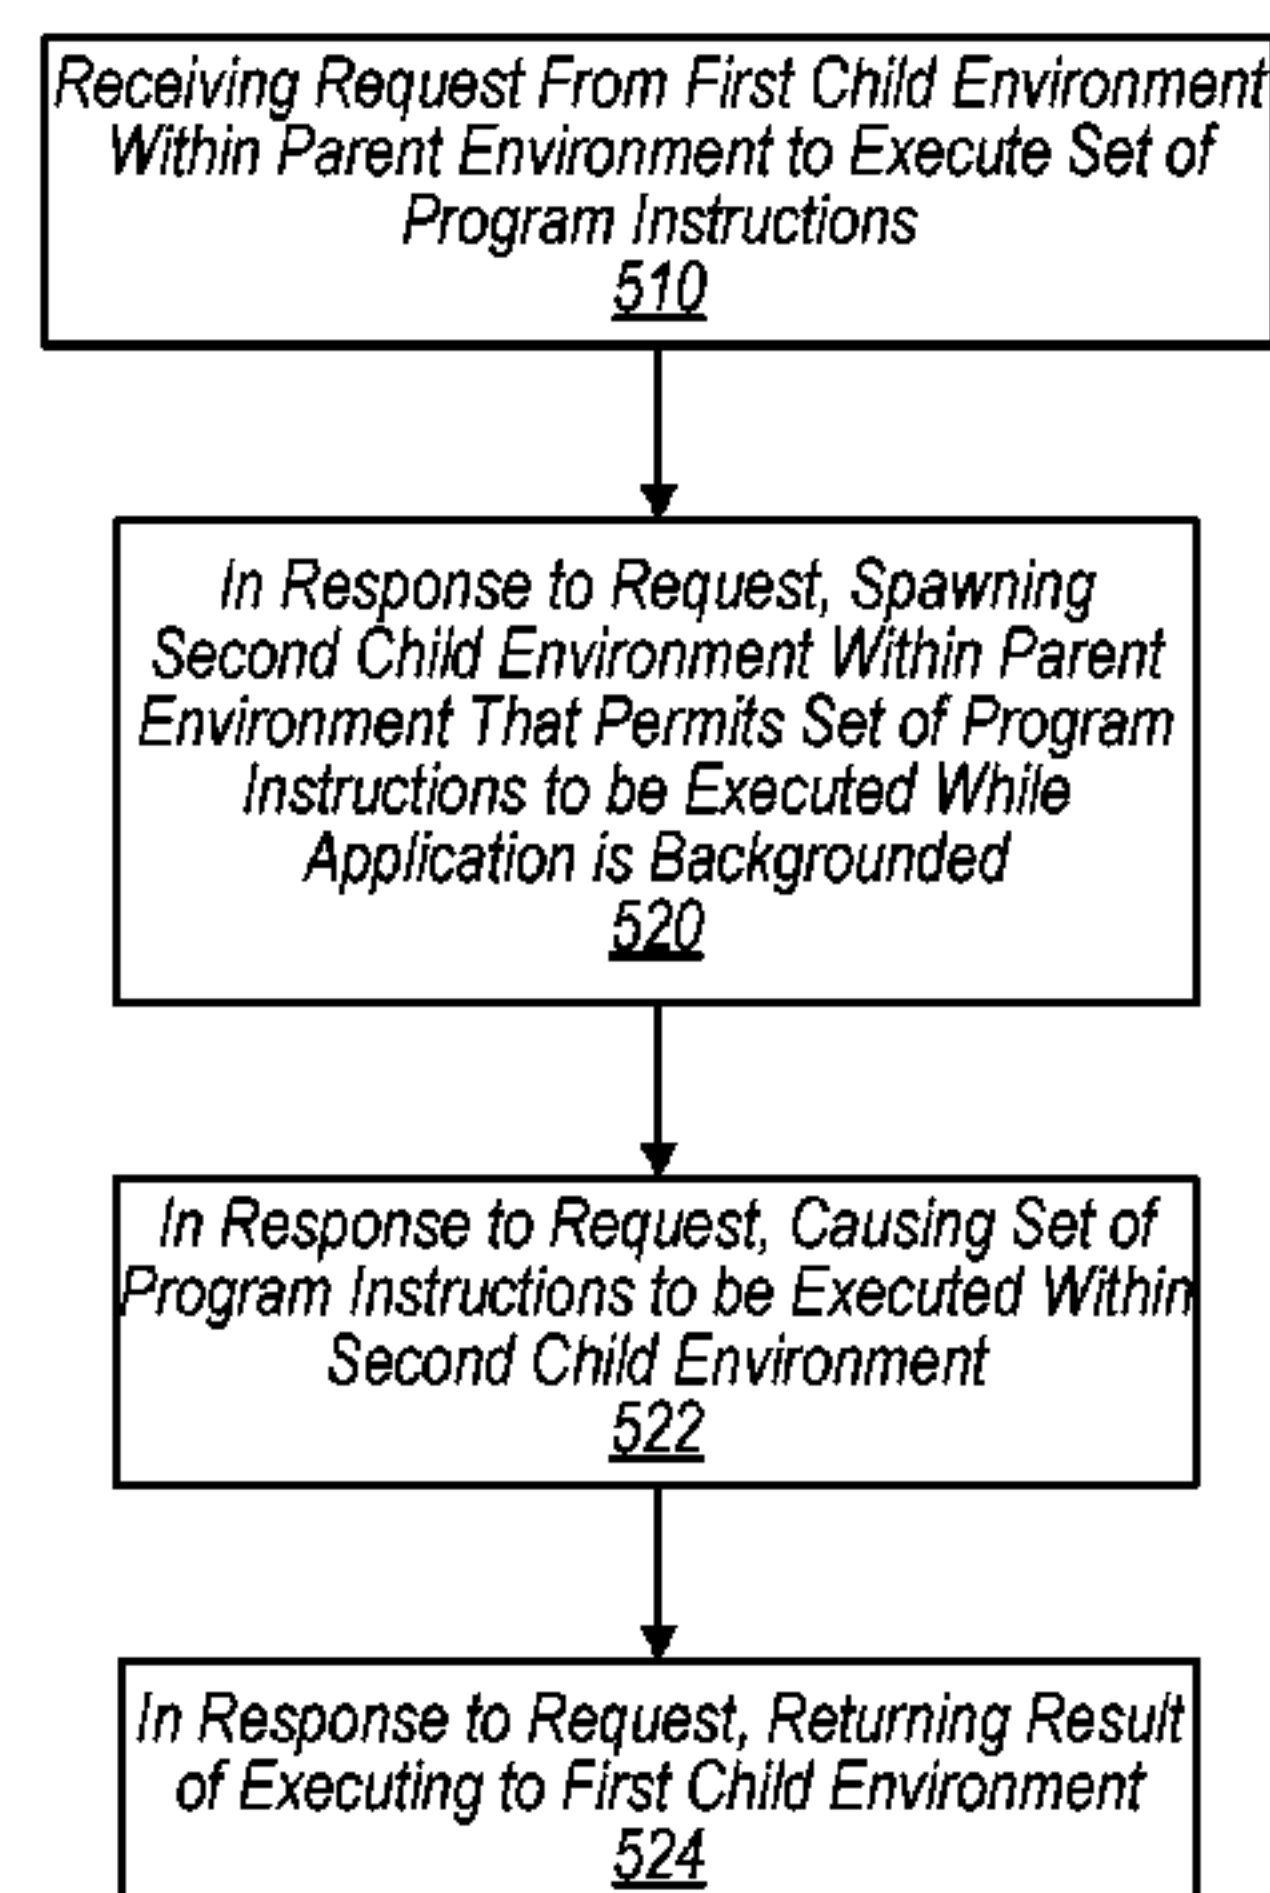 Receiving Request From First Child Environment
Within Parent Environment to Execute Set of
Program Instructions
510
In Response to Request, Spawning
Second Child Environment Within Parent
Environment That Permits Set of Program
Instructions to be Executed While
Application is Backgrounded
520
In Response to Request, Causing Set of
Program Instructions to be Executed Within
Second Child Environment
522
In Response to Request, Returning Result
of Executing to First Child Environment
524